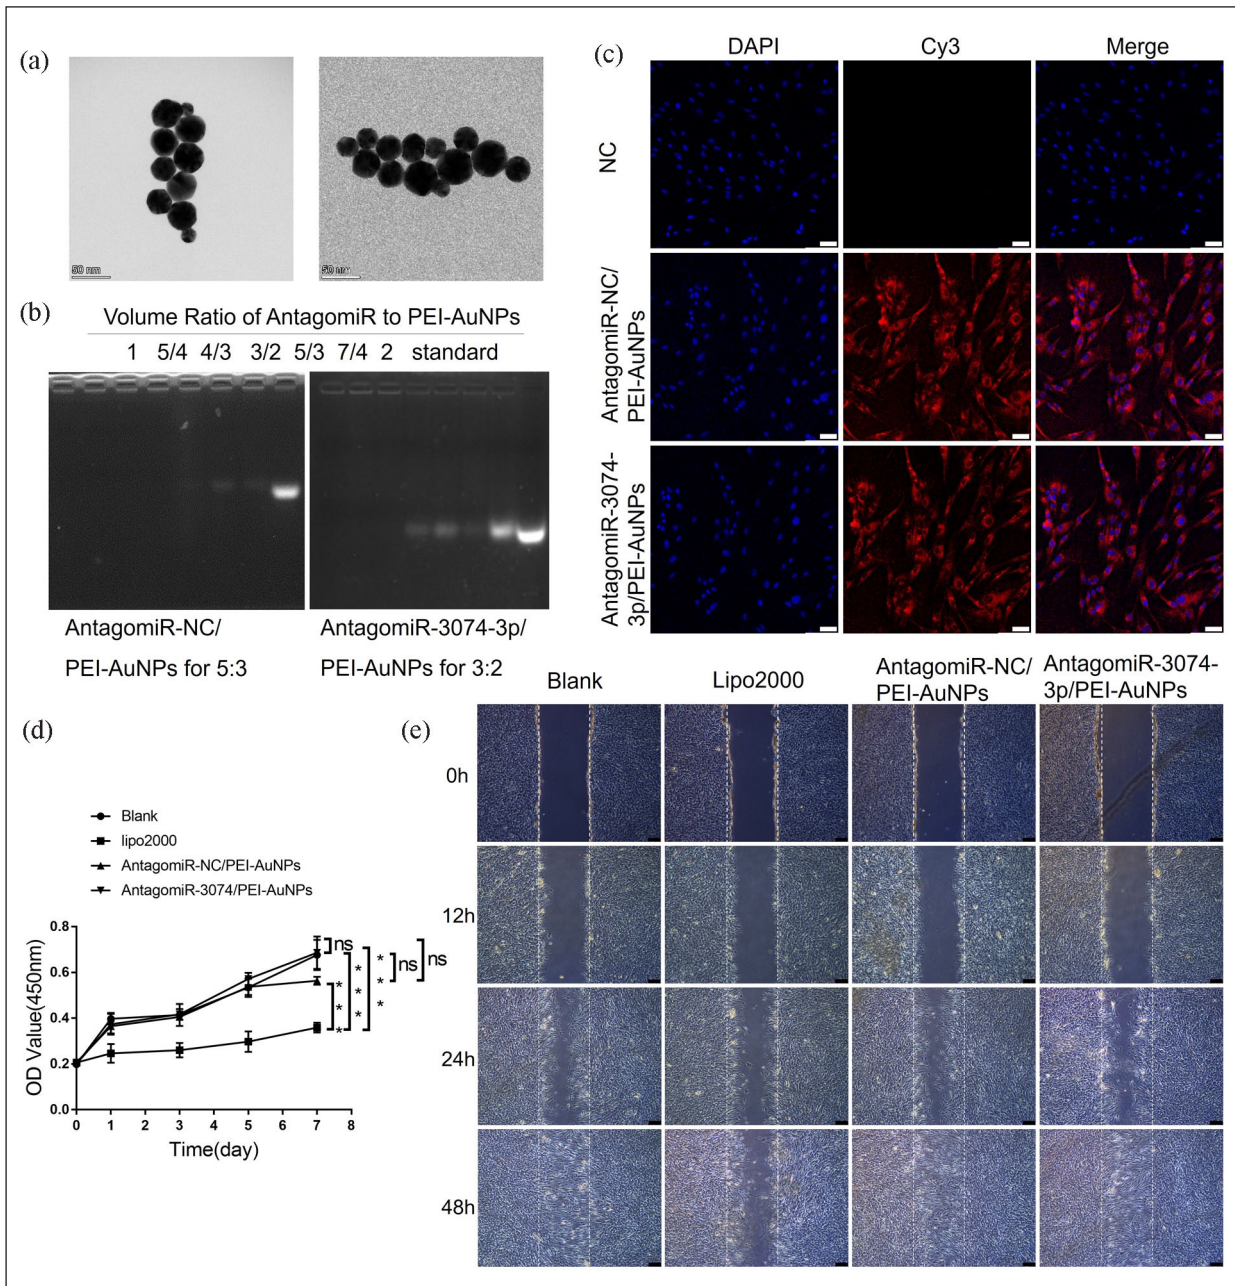 (a)
50 nm
50 nm
(b)
Volume Ratio of AntagomiR to PEI-AuNPs
1 5/4 4/3 3/2 5/3 7/4 2 standard
AntagomiR-NC/
PEI-AuNPs for 5:3
AntagomiR-3074-3p/
PEI-AuNPs for 3:2
(c)
DAPI Cy3 Merge
NC
AntagomiR-NC/
PEI-AuNPs
AntagomiR-3074-
3p/PEI-AuNPs
(d)
Blank
lipo2000
AntagomiR-NC/PEI-AuNPs
AntagomiR-3074/PEI-AuNPs
OD Value(450nm)
0.8
0.6
0.4
0.2
0.0
0 1 2 3 4 5 6 7 8
Time(day)
ns
* * *
* * * *
* * *
ns
ns
(e)
Blank
Lipo2000
AntagomiR-NC/
PEI-AuNPs
AntagomiR-3074-
3p/PEI-AuNPs
0h
12h
24h
48h